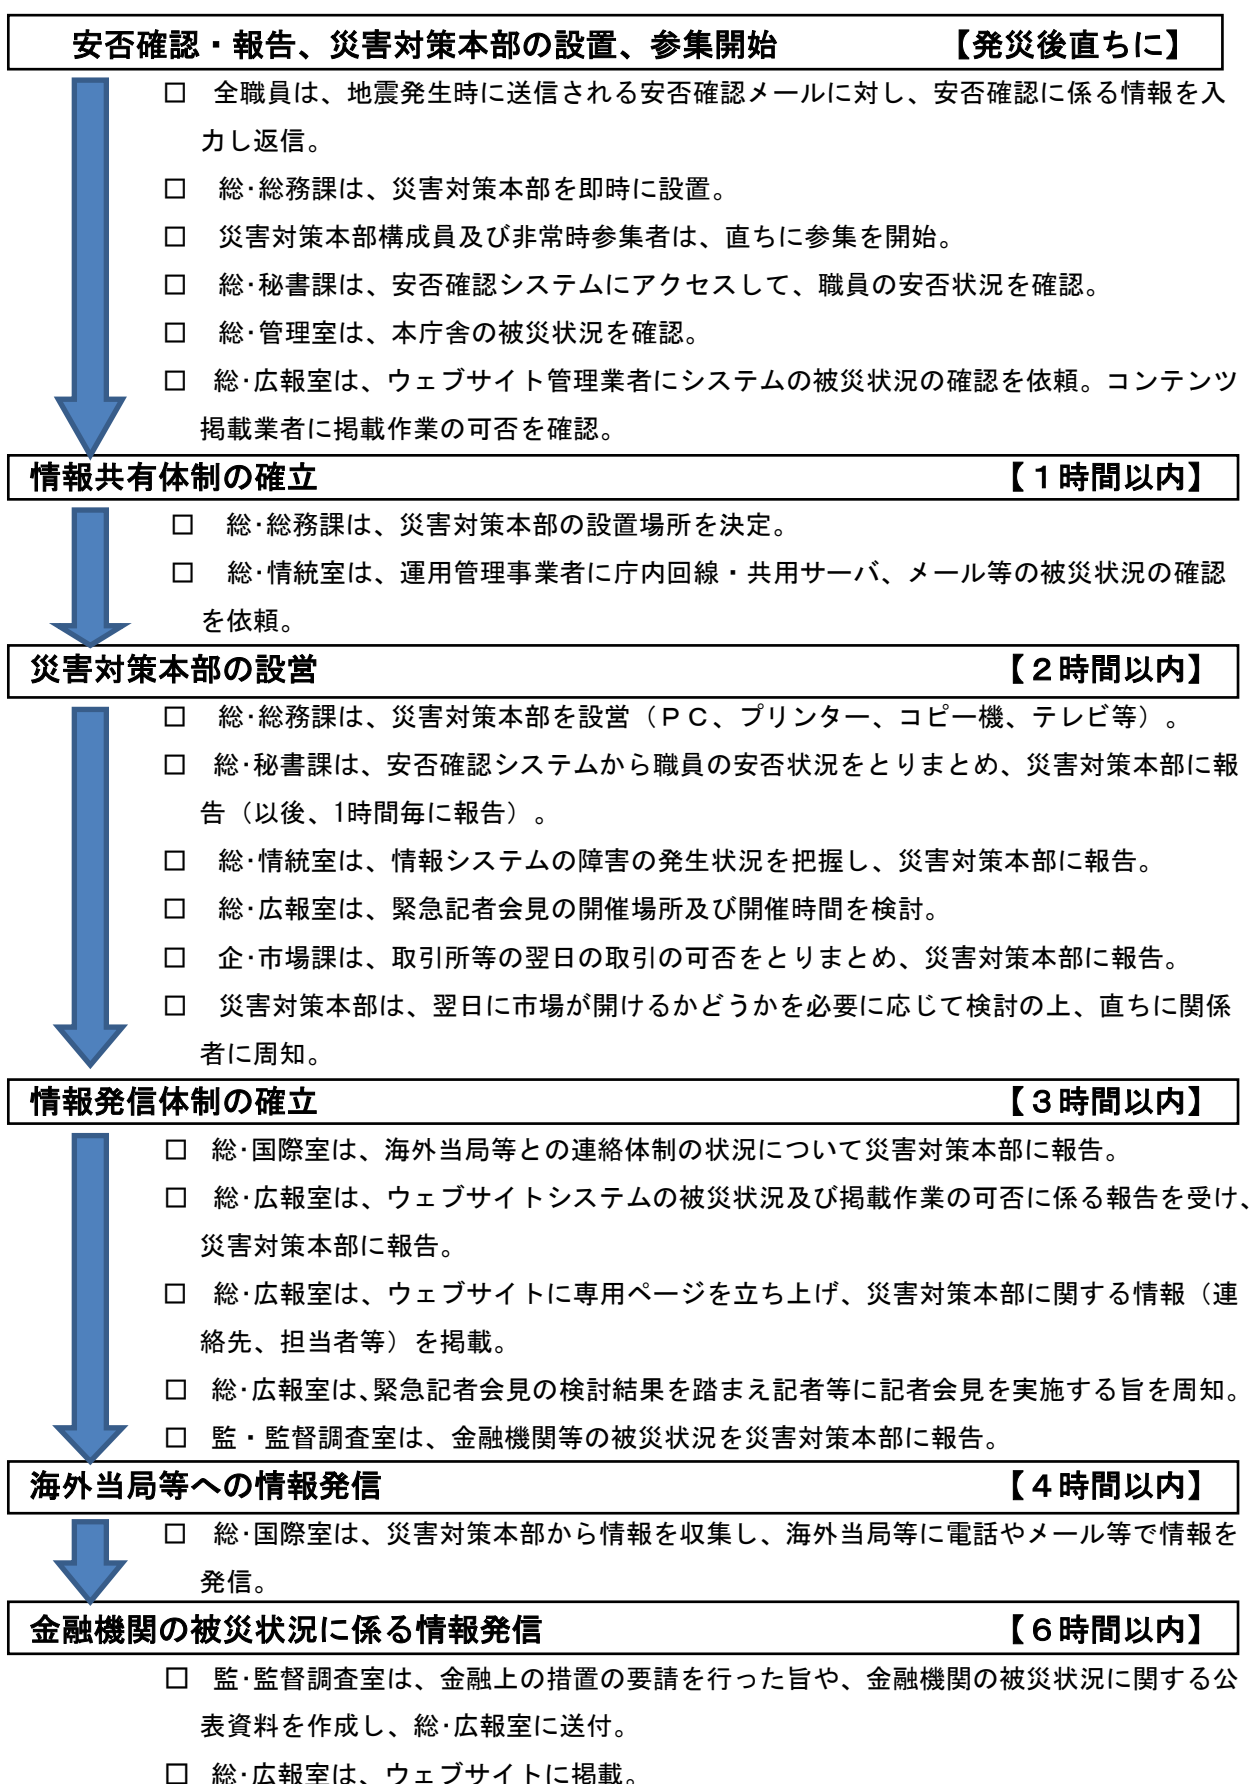 安否確認・報告、災害対策本部の設置、参集開始 【発災後直ちに】
□ 全職員は、地震発生時に送信される安否確認メールに対し、安否確認に係る情報を入
力し返信。
□ 総･総務課は、災害対策本部を即時に設置。
□ 災害対策本部構成員及び非常時参集者は、直ちに参集を開始。
□ 総･秘書課は、安否確認システムにアクセスして、職員の安否状況を確認。
□ 総･管理室は、本庁舎の被災状況を確認。
□ 総･広報室は、ウェブサイト管理業者にシステムの被災状況の確認を依頼。コンテンツ
掲載業者に掲載作業の可否を確認。
情報共有体制の確立 【１時間以内】
□ 総･総務課は、災害対策本部の設置場所を決定。
□ 総･情統室は、運用管理事業者に庁内回線・共用サーバ、メール等の被災状況の確認
を依頼。
災害対策本部の設営 【２時間以内】
□ 総･総務課は、災害対策本部を設営（ＰＣ、プリンター、コピー機、テレビ等）。
□ 総･秘書課は、安否確認システムから職員の安否状況をとりまとめ、災害対策本部に報
告（以後、1時間毎に報告）。
□ 総･情統室は、情報システムの障害の発生状況を把握し、災害対策本部に報告。
□ 総･広報室は、緊急記者会見の開催場所及び開催時間を検討。
□ 企･市場課は、取引所等の翌日の取引の可否をとりまとめ、災害対策本部に報告。
□ 災害対策本部は、翌日に市場が開けるかどうかを必要に応じて検討の上、直ちに関係
者に周知。
情報発信体制の確立 【３時間以内】
□ 総･国際室は、海外当局等との連絡体制の状況について災害対策本部に報告。
□ 総･広報室は、ウェブサイトシステムの被災状況及び掲載作業の可否に係る報告を受け、
災害対策本部に報告。
□ 総･広報室は、ウェブサイトに専用ページを立ち上げ、災害対策本部に関する情報（連
絡先、担当者等）を掲載。
□ 総･広報室は､緊急記者会見の検討結果を踏まえ記者等に記者会見を実施する旨を周知。
□ 監・監督調査室は、金融機関等の被災状況を災害対策本部に報告。
海外当局等への情報発信 【４時間以内】
□ 総･国際室は、災害対策本部から情報を収集し、海外当局等に電話やメール等で情報を
発信。
金融機関の被災状況に係る情報発信 【６時間以内】
□ 監･監督調査室は、金融上の措置の要請を行った旨や、金融機関の被災状況に関する公
表資料を作成し、総･広報室に送付。
□ 総･広報室は、ウェブサイトに掲載。